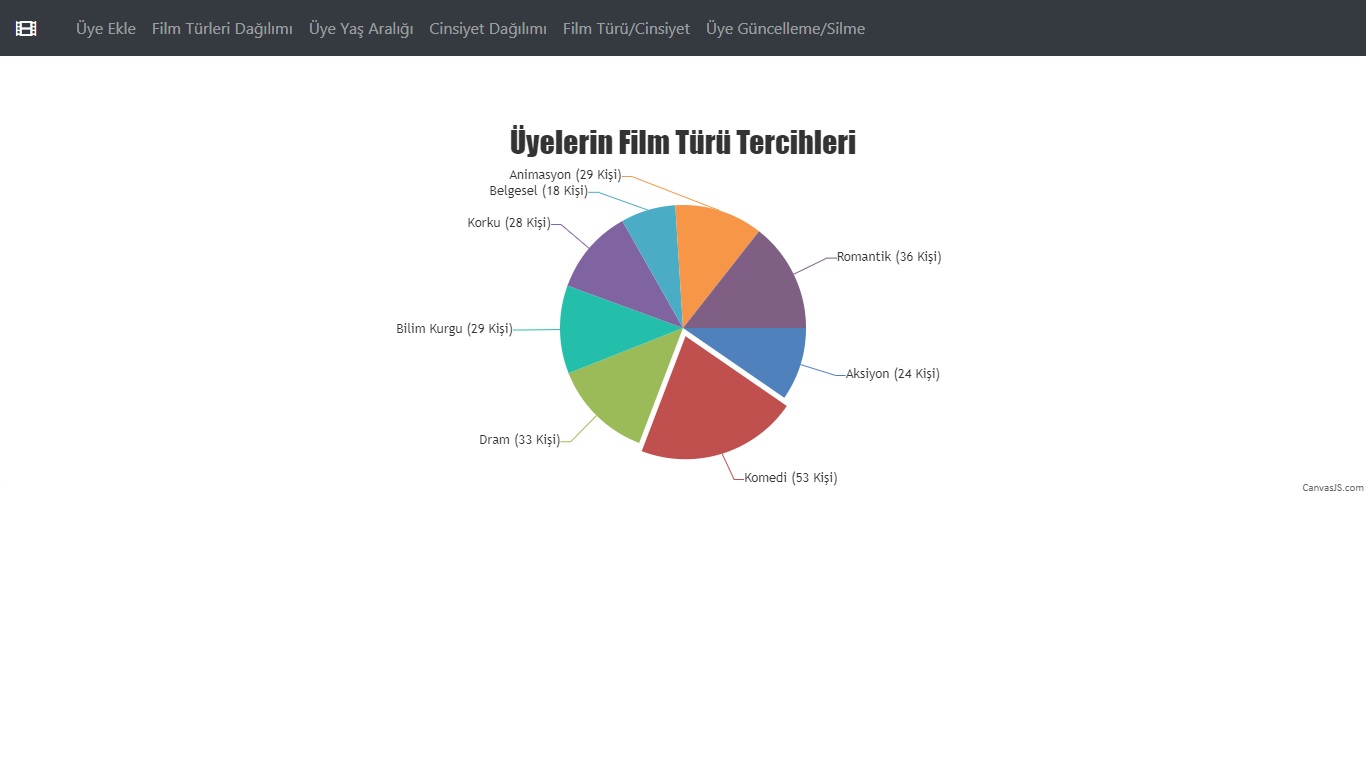 Üye Ekle Film Türleri Dağılımı Üye Yaş Aralığı Cinsiyet Dağılımı Film Türü/Cinsiyet Üye Güncelleme/Silme
Üyelerin Film Türü Tercihleri
Animasyon (29 Kişi)
Belgesel (18 Kişi)
Korku (28 Kişi)
Romantik (36 Kişi)
Bilim Kurgu (29 Kişi)
Aksiyon (24 Kişi)
Dram (33 Kişi)
Komedi (53 Kişi)
CanvasJS.com